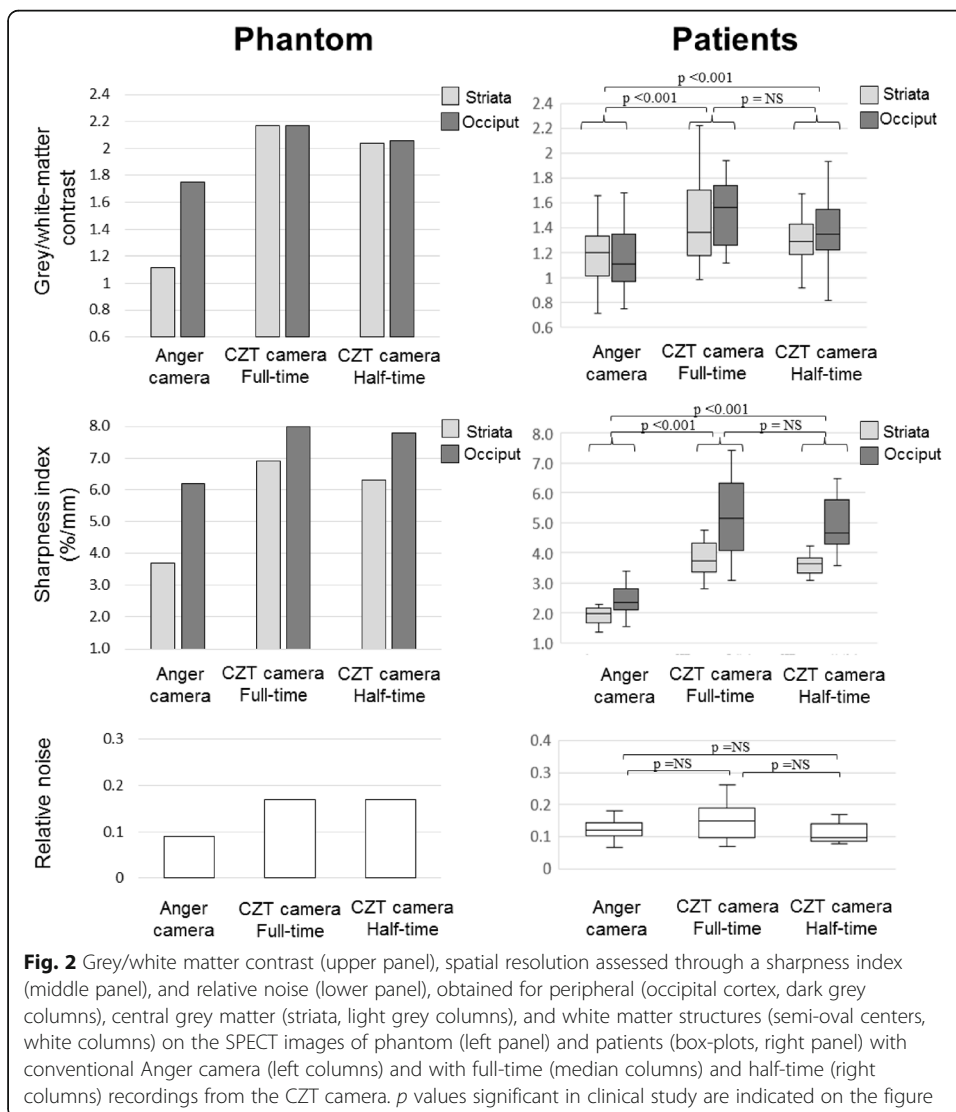 Phantom
Patients
Grey/white-matter contrast
2.4
2.2
2
1.8
1.6
1.4
1.2
1
0.8
0.6
Striata
Occiput
Anger camera
CZT camera Full-time
CZT camera Half-time
p <0.001
p <0.001
p = NS
2.4
2.2
2
1.8
1.6
1.4
1.2
1
0.8
0.6
Striata
Occiput
Anger camera
CZT camera Full-time
CZT camera Half-time
Sharpness index (%/mm)
8.0
7.0
6.0
5.0
4.0
3.0
2.0
1.0
Striata
Occiput
Anger camera
CZT camera Full-time
CZT camera Half-time
p <0.001
p <0.001
p = NS
8.0
7.0
6.0
5.0
4.0
3.0
2.0
1.0
Striata
Occiput
Anger camera
CZT camera Full-time
CZT camera Half-time
Relative noise
0.3
0.2
0.1
0
Anger camera
CZT camera Full-time
CZT camera Half-time
p =NS
p =NS
p =NS
0.4
0.3
0.2
0.1
0
Anger camera
CZT camera Full-time
CZT camera Half-time
Fig. 2 Grey/white matter contrast (upper panel), spatial resolution assessed through a sharpness index
(middle panel), and relative noise (lower panel), obtained for peripheral (occipital cortex, dark grey
columns), central grey matter (striata, light grey columns), and white matter structures (semi-oval centers,
white columns) on the SPECT images of phantom (left panel) and patients (box-plots, right panel) with
conventional Anger camera (left columns) and with full-time (median columns) and half-time (right
columns) recordings from the CZT camera. p values significant in clinical study are indicated on the figure